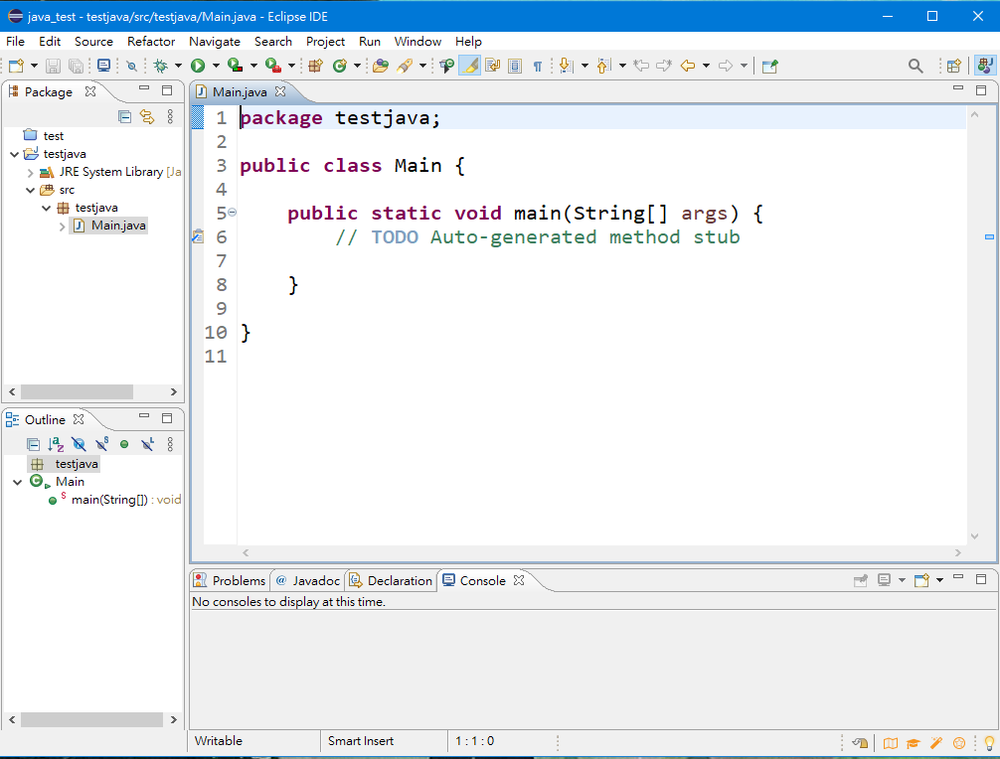 java_test - testjava/src/testjava/Main.java - Eclipse IDE
File Edit Source Refactor Navigate Search Project Run Window Help
Package
test
testjava
JRE System Library [Ja
src
testjava
Main.java
Outline
testjava
Main
main(String[]) : void
Main.java
1 package testjava;
2
3 public class Main {
4
5 public static void main(String[] args) {
6 // TODO Auto-generated method stub
7
8 }
9
10 }
11
Problems @ Javadoc Declaration Console
No consoles to display at this time.
Writable Smart Insert 1 : 1 : 0